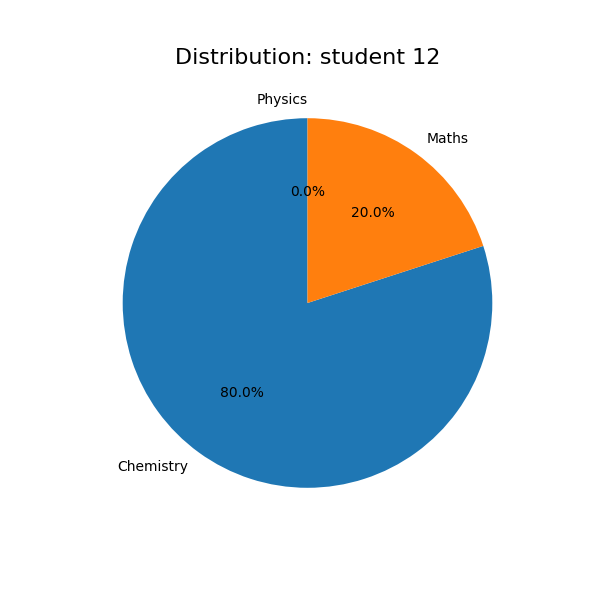 Distribution: student 12
Physics
Maths
0.0%
20.0%
80.0%
Chemistry